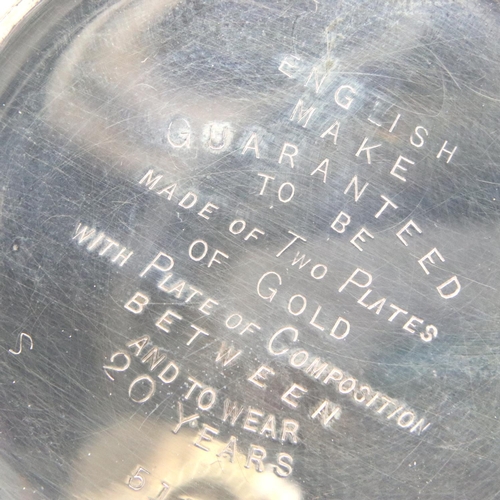 ENGLISH
MAKE
GUARANTEED
TO BE
MADE OF TWO PLATES
OF GOLD
WITH PLATE OF COMPOSITION
BETWEEN
AND TO WEAR
20 YEARS